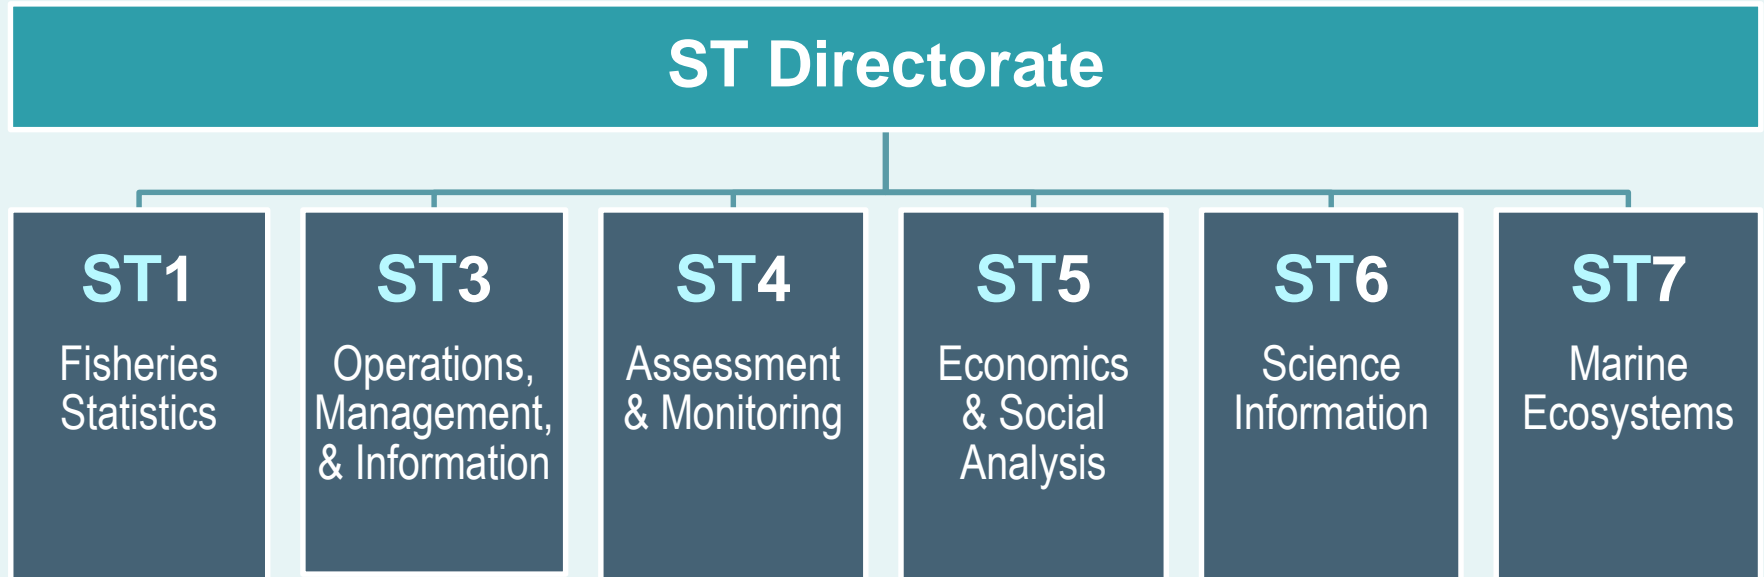 ST Directorate
ST1
Fisheries
Statistics
ST3
Operations,
Management,
& Information
ST4
Assessment
& Monitoring
ST5
Economics
& Social
Analysis
ST6
Science
Information
ST7
Marine
Ecosystems